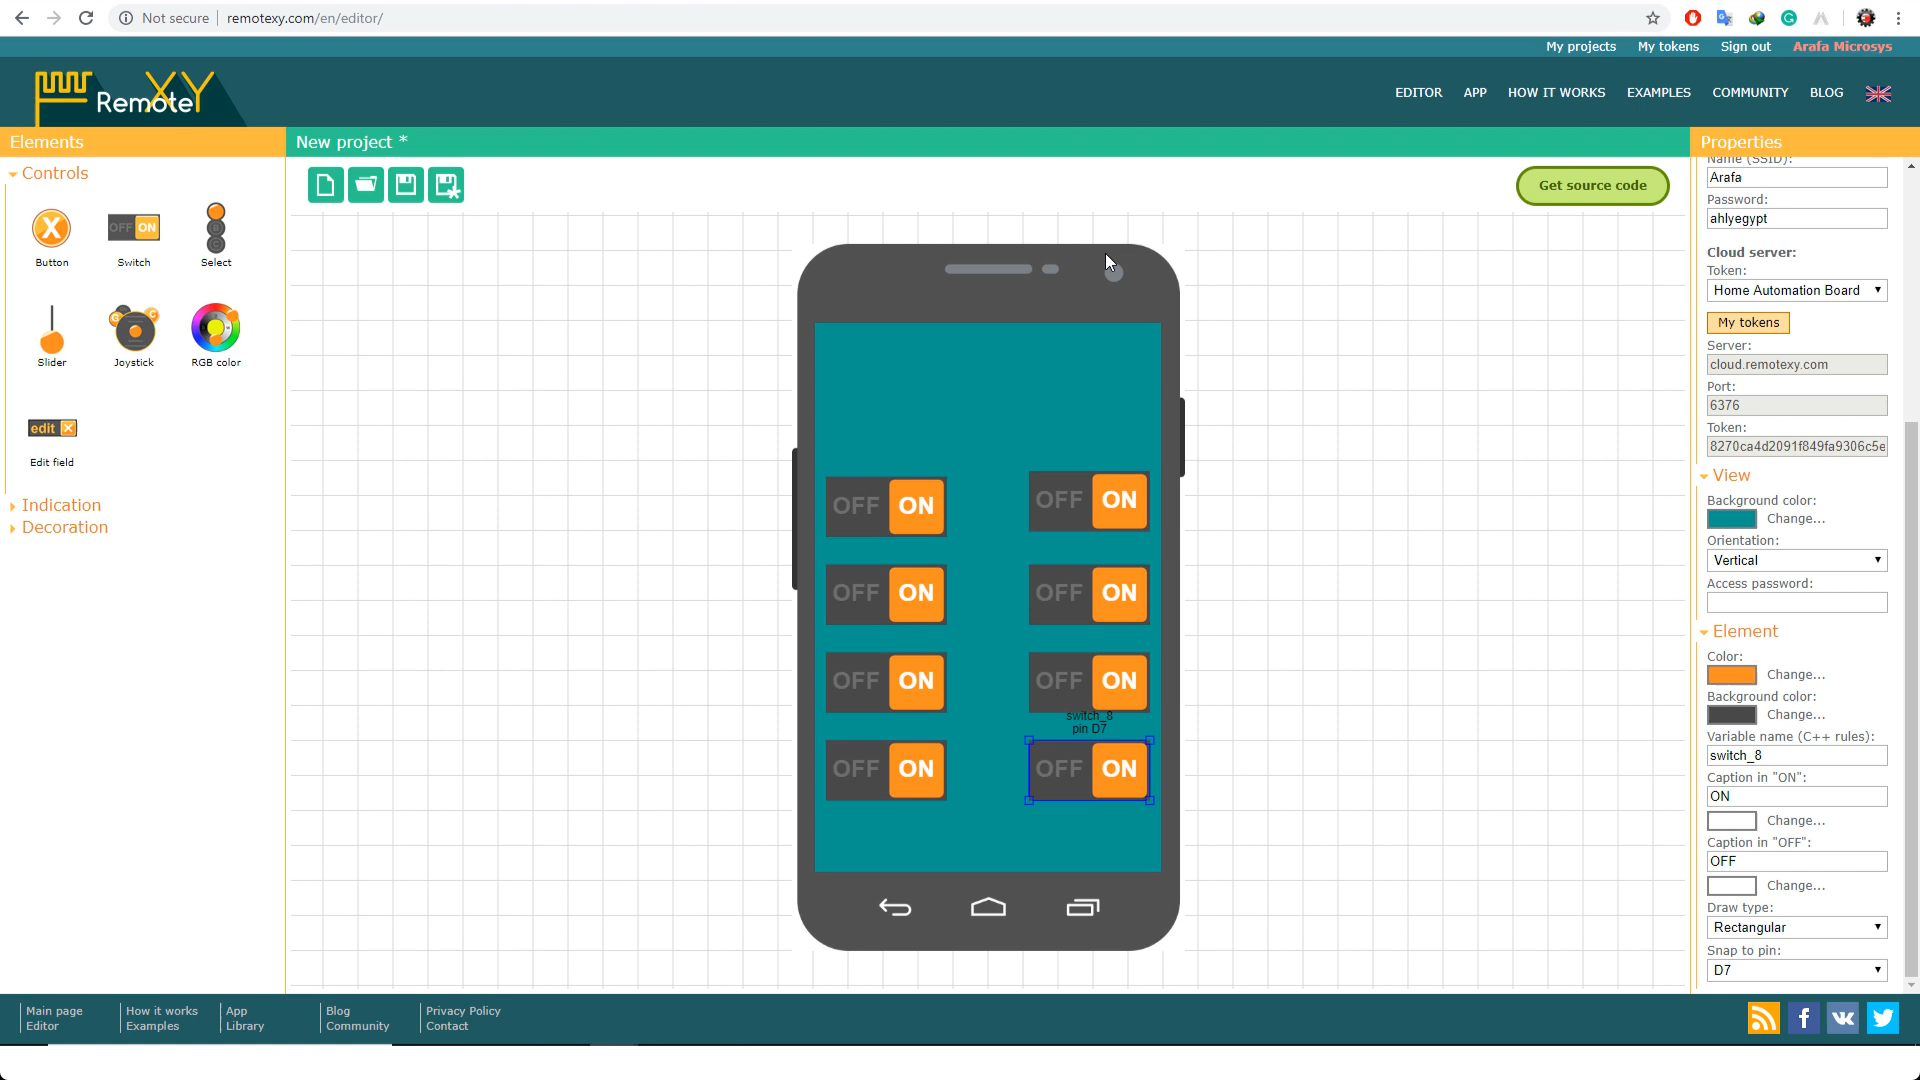 Not secure | remotexy.com/en/editor/
My projects My tokens Sign out Arafa Microsys
RemoteXY
EDITOR APP HOW IT WORKS EXAMPLES COMMUNITY BLOG
Elements
New project *
Properties
Controls
Get source code
Name (SSID):
Arafa
Password:
ahlyegypt
OFF ON
Button Switch Select
Cloud server:
Token:
Home Automation Board
My tokens
Server:
cloud.remotexy.com
Port:
6376
Token:
8270ca4d2091f849fa9306c5e
G C
Slider Joystick RGB color
edit X
Edit field
Indication
Decoration
OFF ON OFF ON
OFF ON OFF ON
OFF ON OFF ON
switch_8
pin D7
OFF ON OFF ON
View
Background color:
Change...
Orientation:
Vertical
Access password:
Element
Color:
Change...
Background color:
Change...
Variable name (C++ rules):
switch_8
Caption in "ON":
ON
Change...
Caption in "OFF":
OFF
Change...
Draw type:
Rectangular
Snap to pin:
D7
Main page How it works App Blog Privacy Policy
Editor Examples Library Community Contact